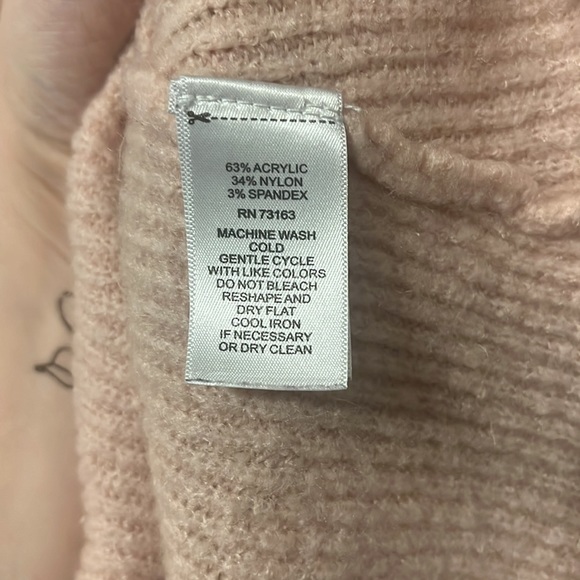 63% ACRYLIC
34% NYLON
3% SPANDEX
RN 73163
MACHINE WASH
COLD
GENTLE CYCLE
WITH LIKE COLORS
DO NOT BLEACH
RESHAPE AND
DRY FLAT
COOL IRON
IF NECESSARY
OR DRY CLEAN